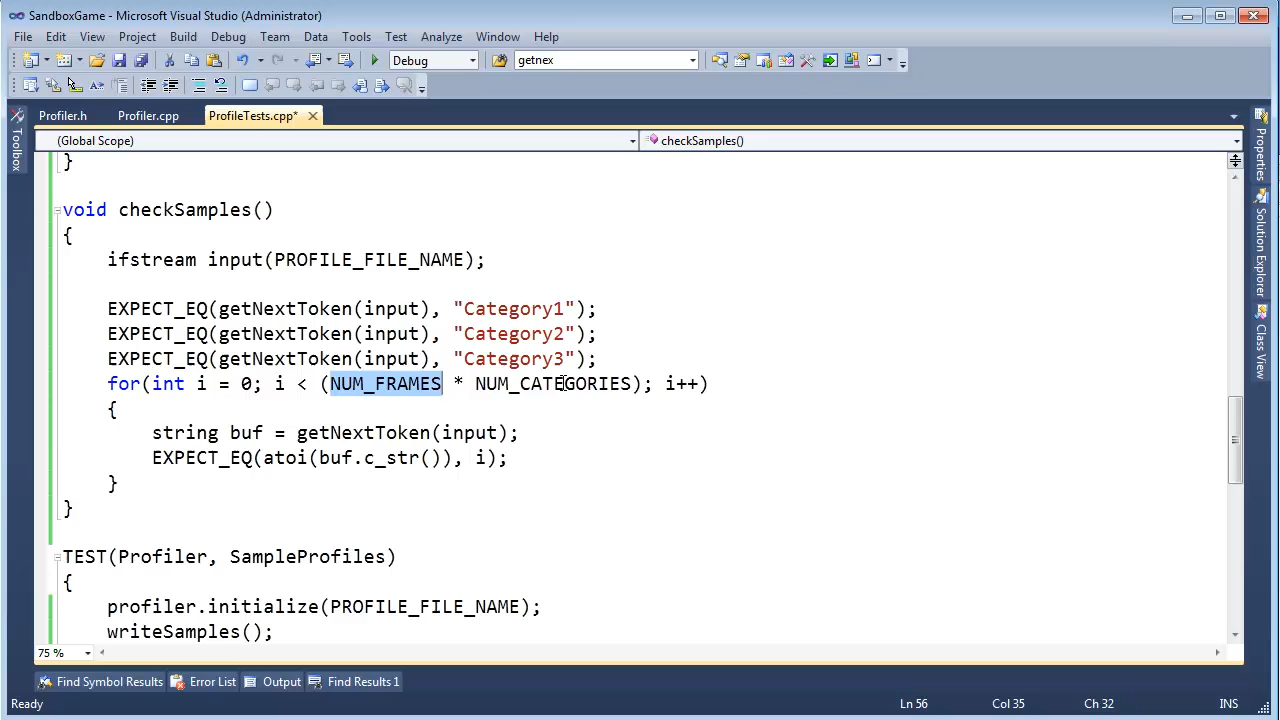 SandboxGame - Microsoft Visual Studio (Administrator)
File Edit View Project Build Debug Team Data Tools Test Analyze Window Help
Debug getnex
Profiler.h Profiler.cpp ProfileTests.cpp*
(Global Scope) checkSamples()
}
void checkSamples()
{
ifstream input(PROFILE_FILE_NAME);
EXPECT_EQ(getNextToken(input), "Category1");
EXPECT_EQ(getNextToken(input), "Category2");
EXPECT_EQ(getNextToken(input), "Category3");
for(int i = 0; i < (NUM_FRAMES * NUM_CATEGORIES); i++)
{
string buf = getNextToken(input);
EXPECT_EQ(atoi(buf.c_str()), i);
}
}
TEST(Profiler, SampleProfiles)
{
profiler.initialize(PROFILE_FILE_NAME);
writeSamples();
75 %
Toolbox
Properties
Solution Explorer
Class View
Find Symbol Results Error List Output Find Results 1
Ready Ln 56 Col 35 Ch 32 INS